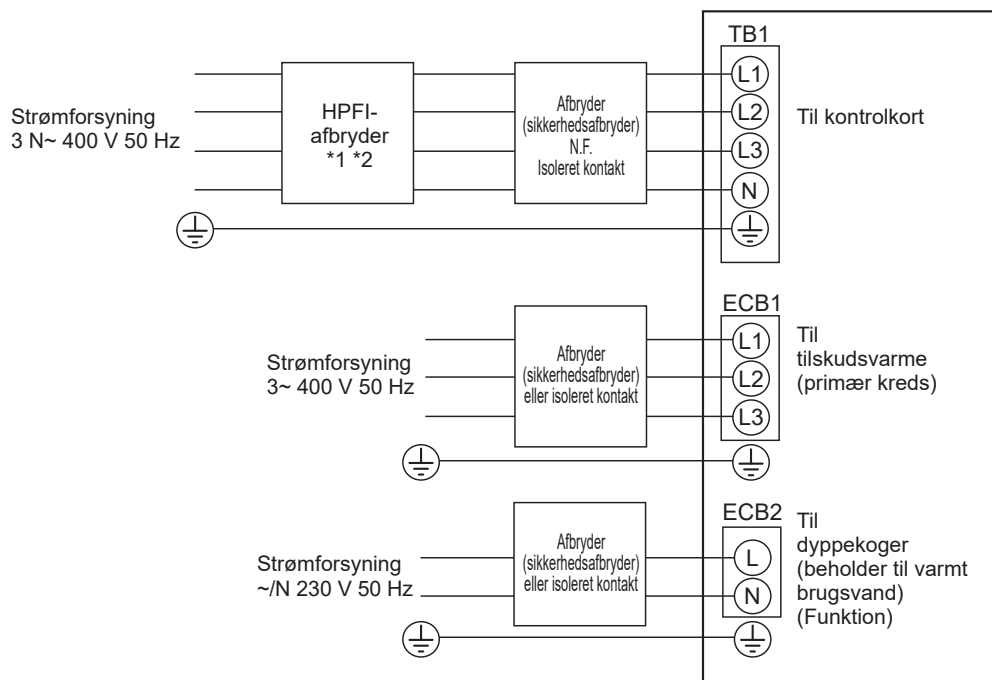 TB1
Strømforsyning
3 N~ 400 V 50 Hz
HPFI-
afbryder
*1 *2
Afbryder
(sikkerhedsafbryder)
N.F.
Isoleret kontakt
L1
L2
L3
N
Til kontrolkort
ECB1
Strømforsyning
3~ 400 V 50 Hz
Afbryder
(sikkerhedsafbryder)
eller isoleret kontakt
L1
L2
L3
Til
tilskudsvarme
(primær kreds)
ECB2
Strømforsyning
~/N 230 V 50 Hz
Afbryder
(sikkerhedsafbryder)
eller isoleret kontakt
L
N
Til
dyppekoger
(beholder til varmt
brugsvand)
(Funktion)